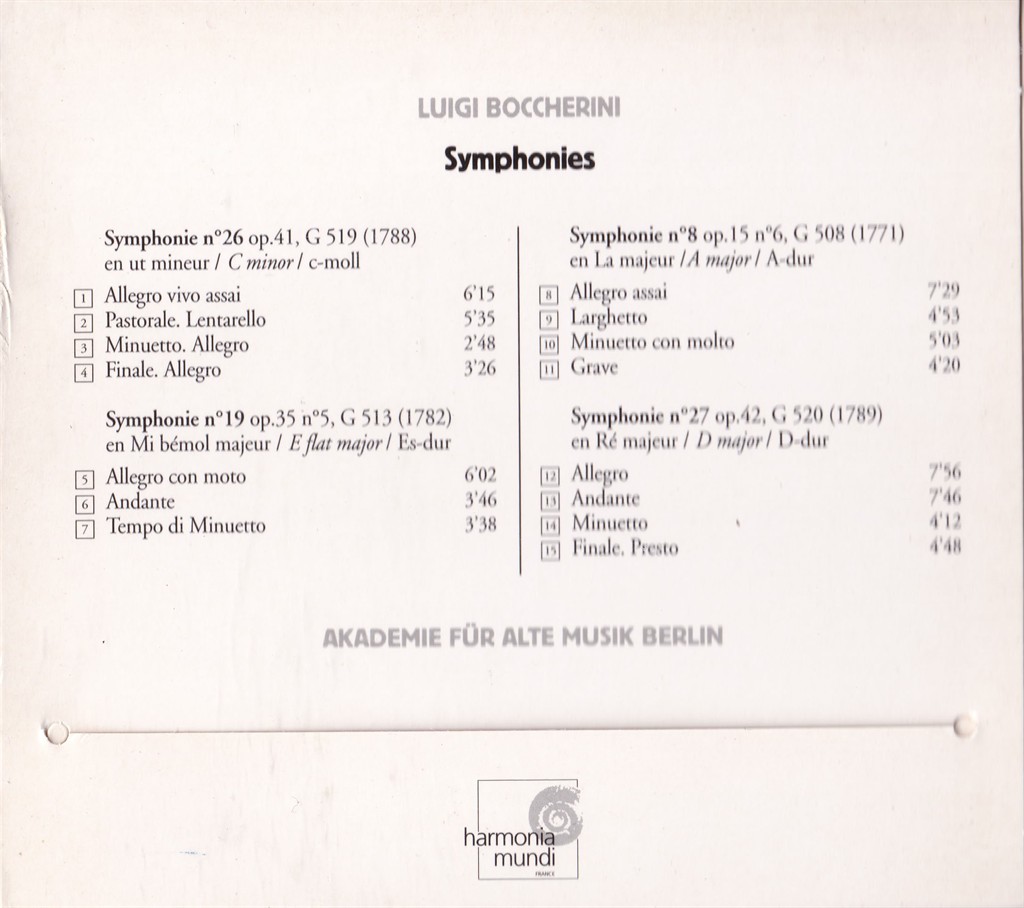 LUIGI BOCCHERINI
Symphonies
Symphonie n°26 op.41, G 519 (1788)
en ut mineur / C minor / c-moll
1 Allegro vivo assai 6'15
2 Pastorale. Lentarello 5'35
3 Minuetto. Allegro 2'48
4 Finale. Allegro 3'26
Symphonie n°19 op.35 n°5, G 513 (1782)
en Mi bémol majeur / E flat major / Es-dur
5 Allegro con moto 6'02
6 Andante 3'46
7 Tempo di Minuetto 3'38
Symphonie n°8 op.15 n°6, G 508 (1771)
en La majeur / A major / A-dur
8 Allegro assai 7'29
9 Larghetto 4'53
10 Minuetto con molto 5'03
11 Grave 4'20
Symphonie n°27 op.42, G 520 (1789)
en Ré majeur / D major / D-dur
12 Allegro 7'56
13 Andante 7'46
14 Minuetto 4'12
15 Finale. Presto 4'48
AKADEMIE FÜR ALTE MUSIK BERLIN
harmonia
mundi
FRANCE